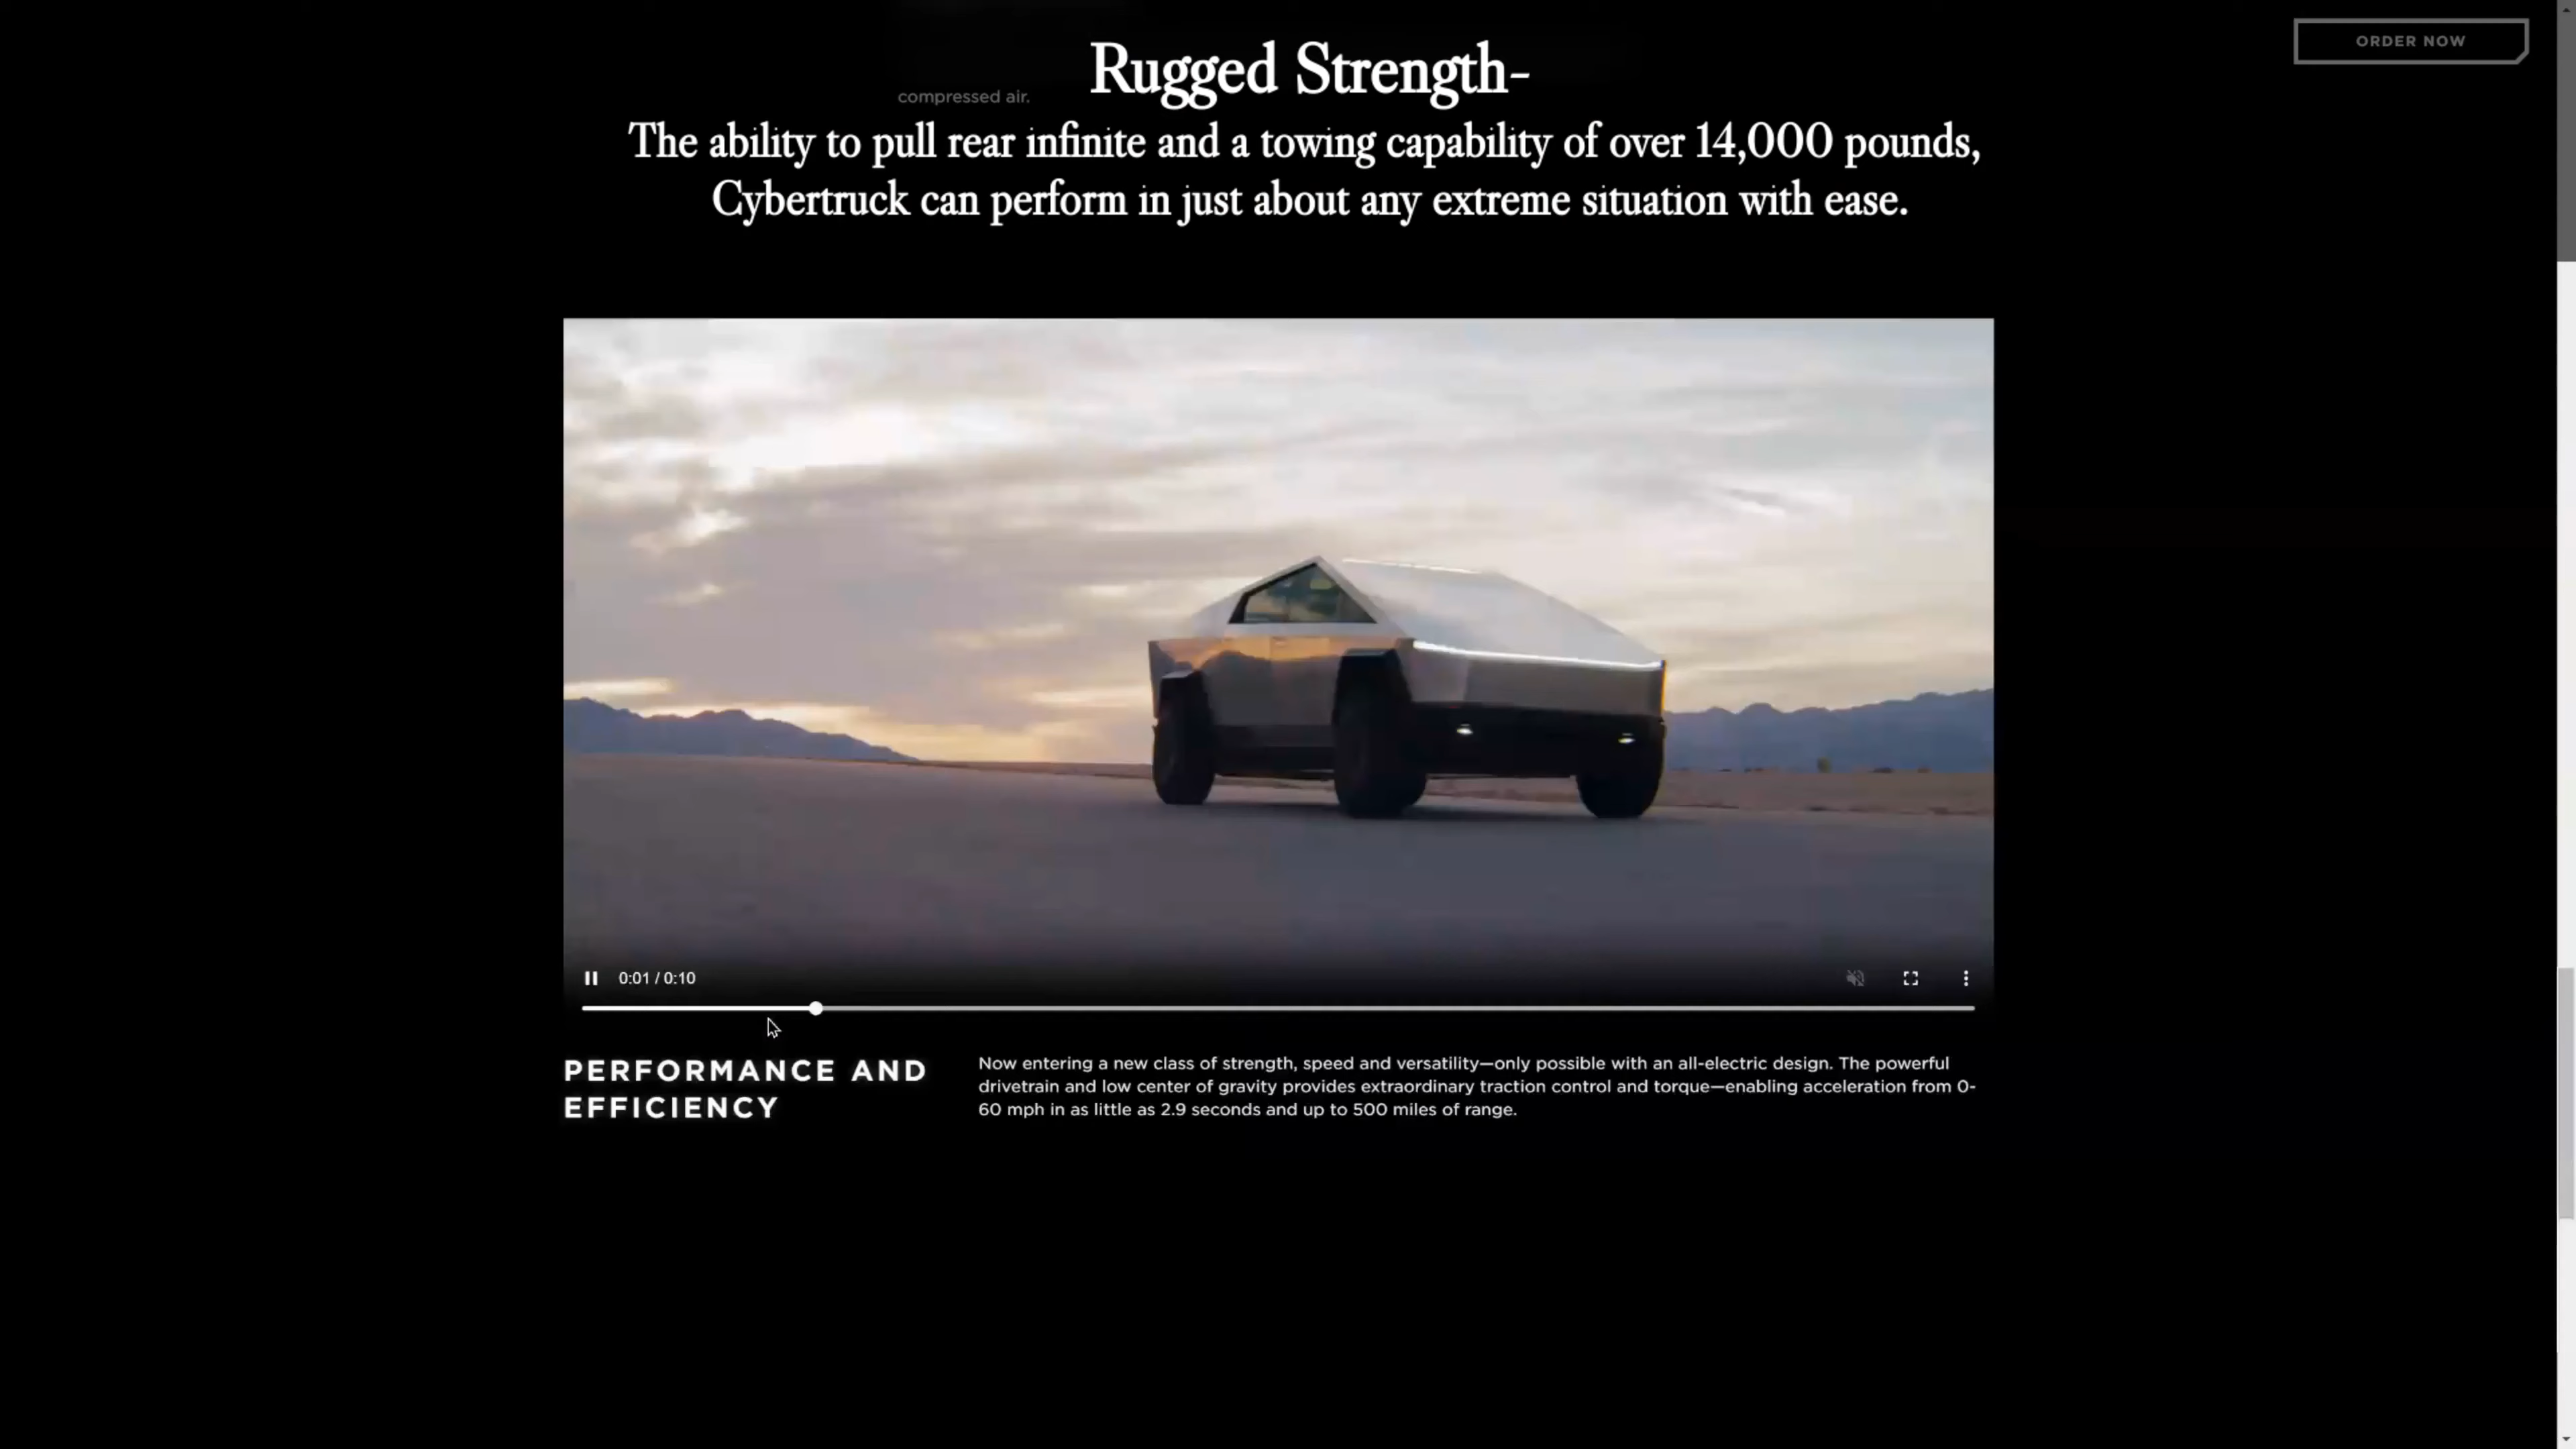 ORDER NOW
Rugged Strength-
compressed air.
The ability to pull rear infinite and a towing capability of over 14,000 pounds,
Cybertruck can perform in just about any extreme situation with ease.
0:01 / 0:10
PERFORMANCE AND
EFFICIENCY
Now entering a new class of strength, speed and versatility—only possible with an all-electric design. The powerful
drivetrain and low center of gravity provides extraordinary traction control and torque—enabling acceleration from 0-
60 mph in as little as 2.9 seconds and up to 500 miles of range.